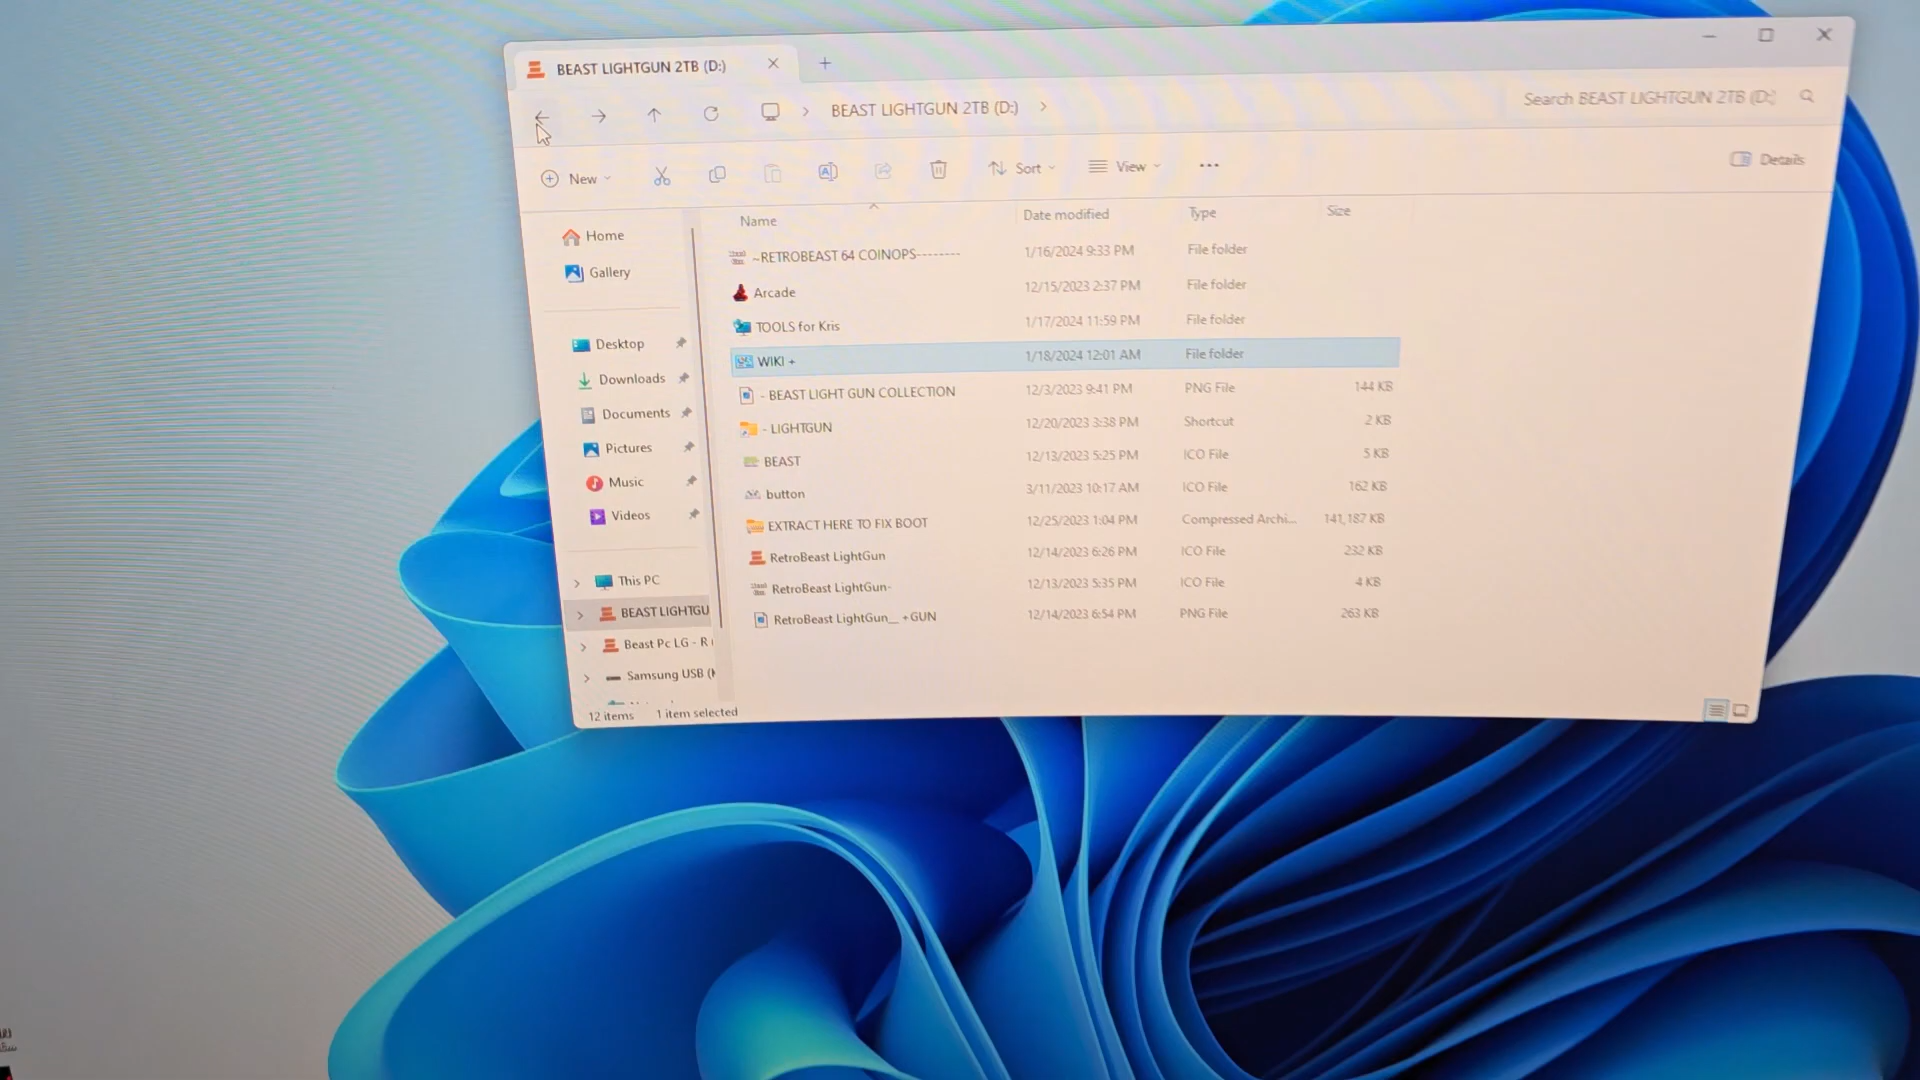 BEAST LIGHTGUN 2TB (D:)
BEAST LIGHTGUN 2TB (D:)
Search BEAST LIGHTGUN 2TB (D:)
New
Sort
View
Details
Home
Gallery
Desktop
Downloads
Documents
Pictures
Music
Videos
This PC
BEAST LIGHTGU
Beast Pc LG - R
Samsung USB (
Name Date modified Type Size
~RETROBEAST 64 COINOPS-------- 1/16/2024 9:33 PM File folder
Arcade 12/15/2023 2:37 PM File folder
TOOLS for Kris 1/17/2024 11:59 PM File folder
WIKI + 1/18/2024 12:01 AM File folder
- BEAST LIGHT GUN COLLECTION 12/3/2023 9:41 PM PNG File 144 KB
- LIGHTGUN 12/20/2023 3:38 PM Shortcut 2 KB
BEAST 12/13/2023 5:25 PM ICO File 5 KB
button 3/11/2023 10:17 AM ICO File 162 KB
EXTRACT HERE TO FIX BOOT 12/25/2023 1:04 PM Compressed Archi... 141,187 KB
RetroBeast LightGun 12/14/2023 6:26 PM ICO File 232 KB
RetroBeast LightGun- 12/13/2023 5:35 PM ICO File 4 KB
RetroBeast LightGun__ +GUN 12/14/2023 6:54 PM PNG File 263 KB
12 items 1 item selected